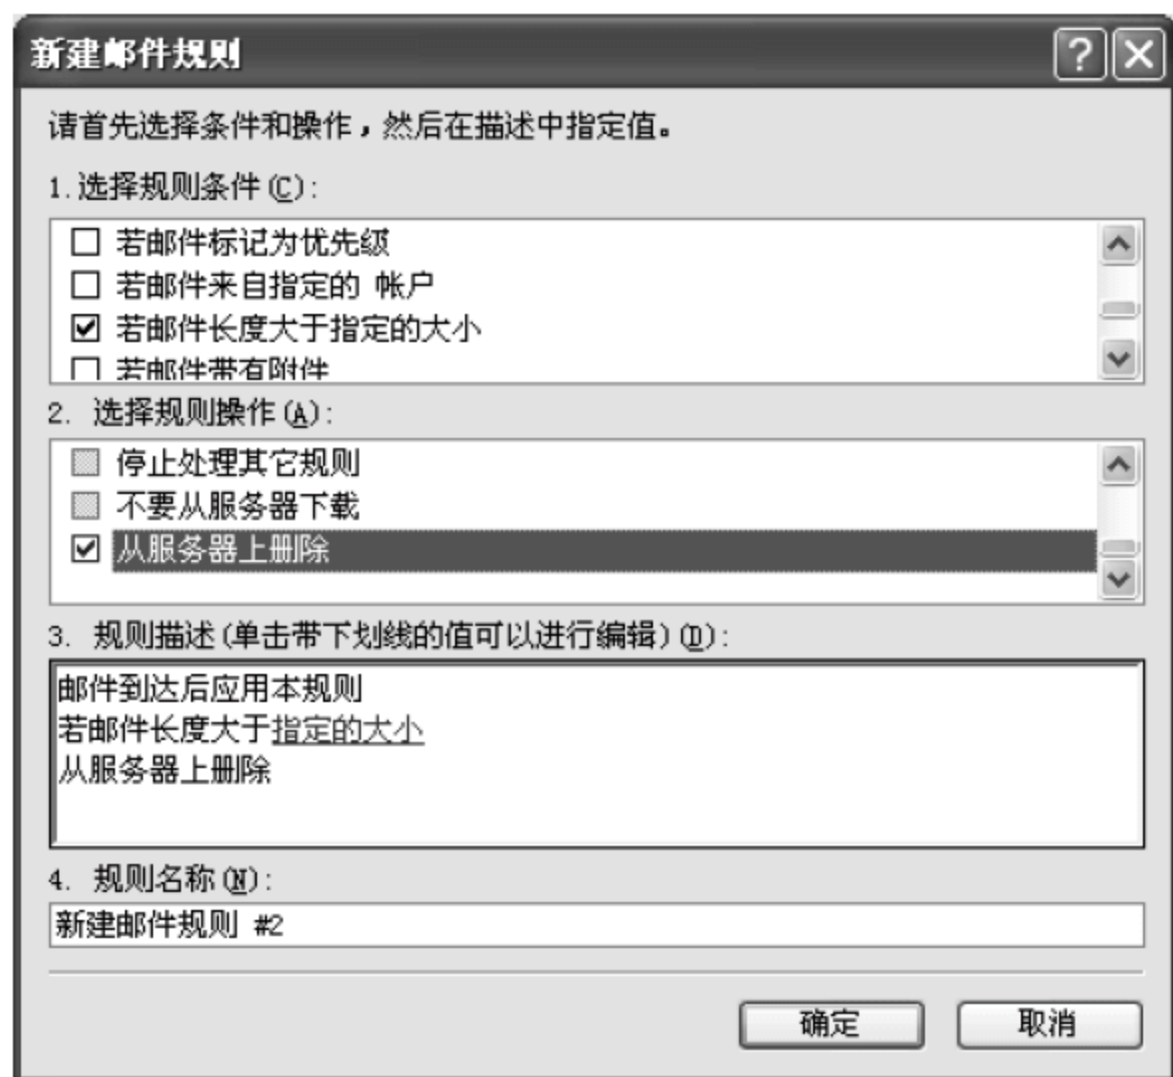 新建邮件规则
请首先选择条件和操作，然后在描述中指定值。
1.选择规则条件(C):
若邮件标记为优先级
若邮件来自指定的 帐户
若邮件长度大于指定的大小
若邮件带有附件
2. 选择规则操作(A):
停止处理其它规则
不要从服务器下载
从服务器上删除
3. 规则描述(单击带下划线的值可以进行编辑)(D):
邮件到达后应用本规则
若邮件长度大于指定的大小
从服务器上删除
4. 规则名称(N):
新建邮件规则 #2
确定 取消